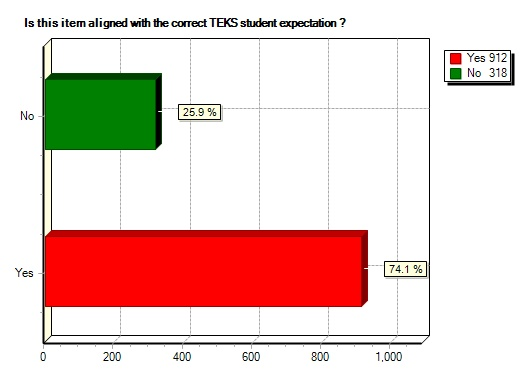 Is this item aligned with the correct TEKS student expectation ?
Yes 912
No 318
No
25.9 %
Yes
74.1 %
0 200 400 600 800 1,000